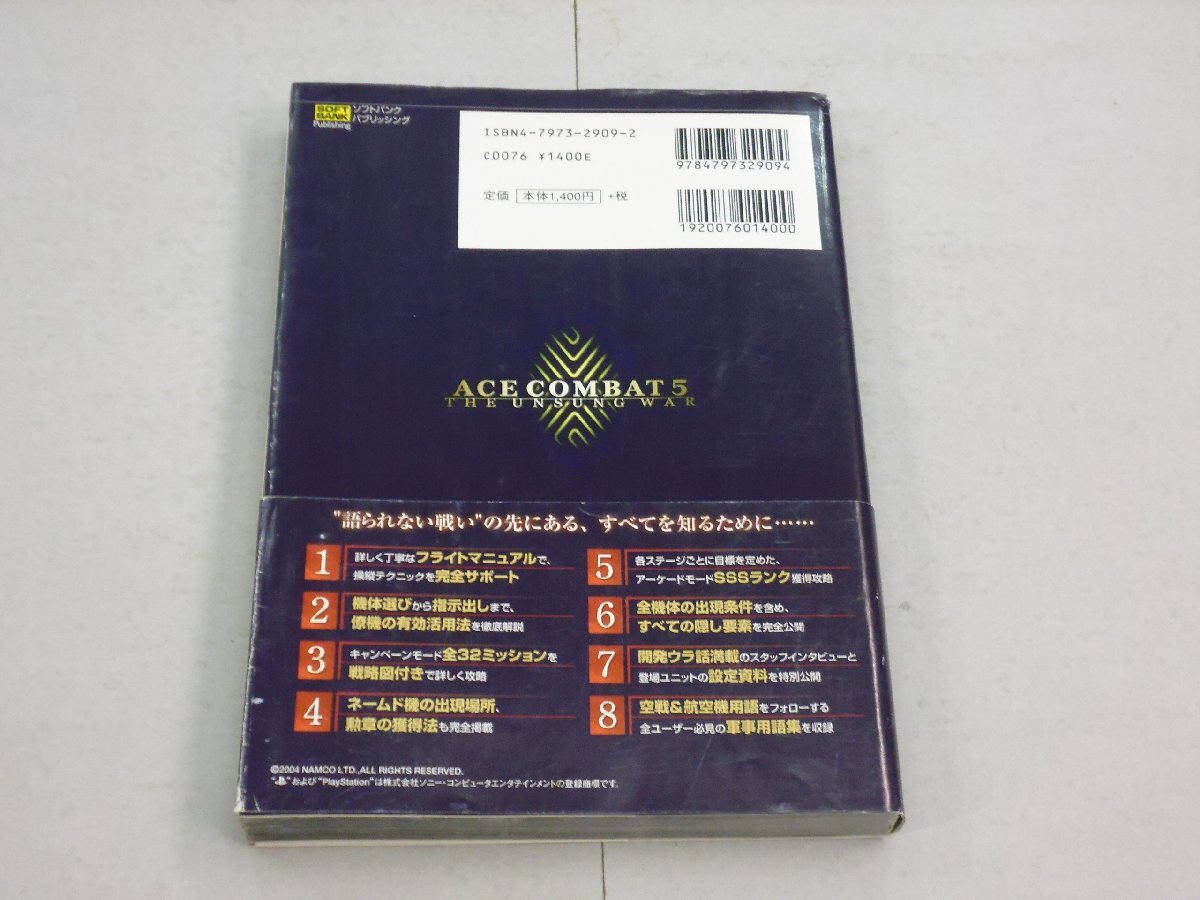 SOFT
BANK
Publishing
ソフトバンク
パブリッシング
ISBN4-7973-2909-2
C0076 ¥1400E
定価 本体1,400円 +税
9784797329094
1920076014000
ACE COMBAT 5
THE UNSUNG WAR
"語られない戦い"の先にある、すべてを知るために……
1 詳しく丁寧なフライトマニュアルで、
操縦テクニックを完全サポート
2 機体選びから指示出しまで、
僚機の有効活用法を徹底解説
3 キャンペーンモード全32ミッションを
戦略図付きで詳しく攻略
4 ネームド機の出現場所、
勲章の獲得法も完全掲載
5 各ステージごとに目標を定めた、
アーケードモードSSSランク獲得攻略
6 全機体の出現条件を含め、
すべての隠し要素を完全公開
7 開発ウラ話満載のスタッフインタビューと
登場ユニットの設定資料を特別公開
8 空戦&航空機用語をフォローする
全ユーザー必見の軍事用語集を収録
©2004 NAMCO LTD.,ALL RIGHTS RESERVED.
" "および"PlayStation"は株式会社ソニー・コンピュータエンタテインメントの登録商標です。